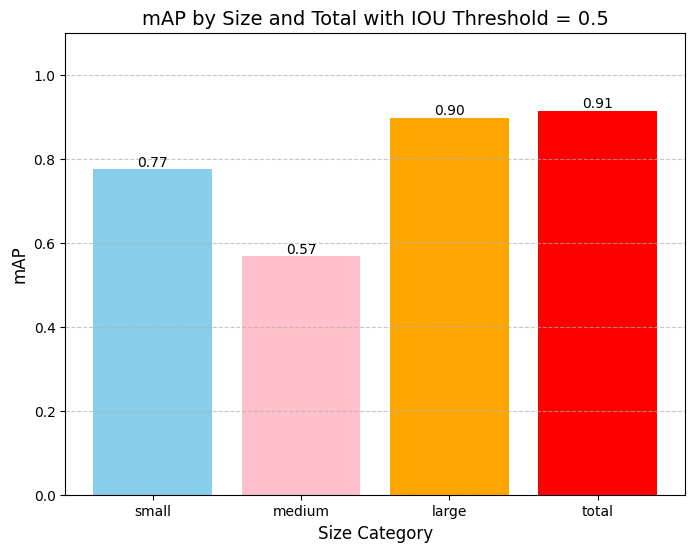 mAP by Size and Total with IOU Threshold = 0.5
mAP
1.0
0.8
0.6
0.4
0.2
0.0
0.77
0.57
0.90
0.91
small
medium
large
total
Size Category